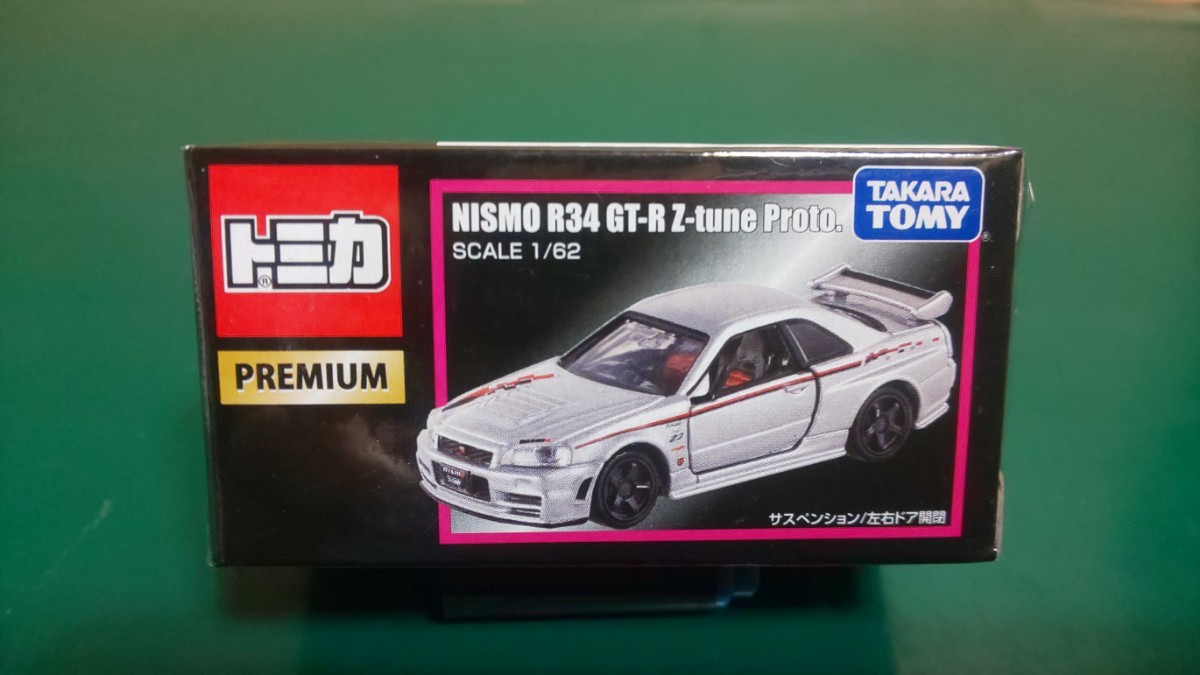 トミカ®
PREMIUM
NISMO R34 GT-R Z-tune Proto.
SCALE 1/62
TAKARA
TOMY®
サスペンション/左右ドア開閉